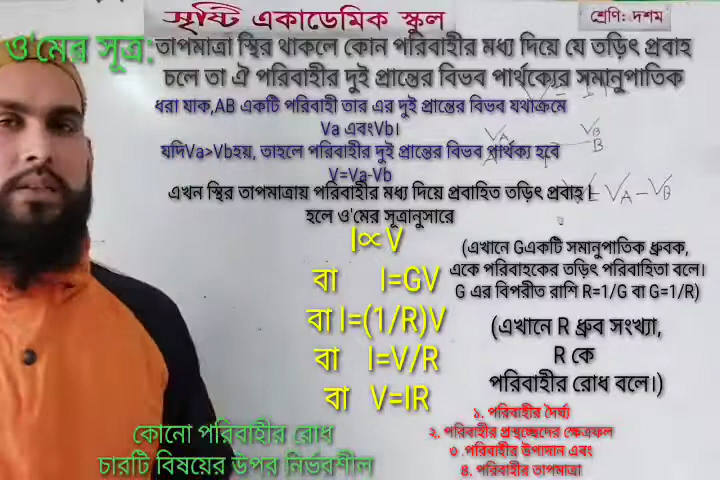 সৃষ্টি একাডেমিক স্কুল
শ্রেণি: দশম
ও'মের সূত্র: তাপমাত্রা স্থির থাকলে কোন পরিবাহীর মধ্য দিয়ে যে তড়িৎ প্রবাহ
চলে তা ঐ পরিবাহীর দুই প্রান্তের বিভব পার্থক্যের সমানুপাতিক
ধরা যাক,AB একটি পরিবাহী তার এর দুই প্রান্তের বিভব যথাক্রমে
Va এবংVb।
যদিVa>Vbহয়, তাহলে পরিবাহীর দুই প্রান্তের বিভব পার্থক্য হবে
V=Va-Vb
VA
VB
A
B
VA-VB
এখন স্থির তাপমাত্রায় পরিবাহীর মধ্য দিয়ে প্রবাহিত তড়িৎ প্রবাহ I
হলে ও'মের সূত্রানুসারে
I∝V
বা I=GV
বা I=(1/R)V
বা I=V/R
বা V=IR
(এখানে Gএকটি সমানুপাতিক ধ্রুবক,
একে পরিবাহকের তড়িৎ পরিবাহিতা বলে।
G এর বিপরীত রাশি R=1/G বা G=1/R)
(এখানে R ধ্রুব সংখ্যা,
R কে
পরিবাহীর রোধ বলে।)
কোনো পরিবাহীর রোধ
চারটি বিষয়ের উপর নির্ভরশীল
১. পরিবাহীর দৈর্ঘ্য
২. পরিবাহীর প্রস্থচ্ছেদের ক্ষেত্রফল
৩ .পরিবাহীর উপাদান এবং
৪. পরিবাহীর তাপমাত্রা